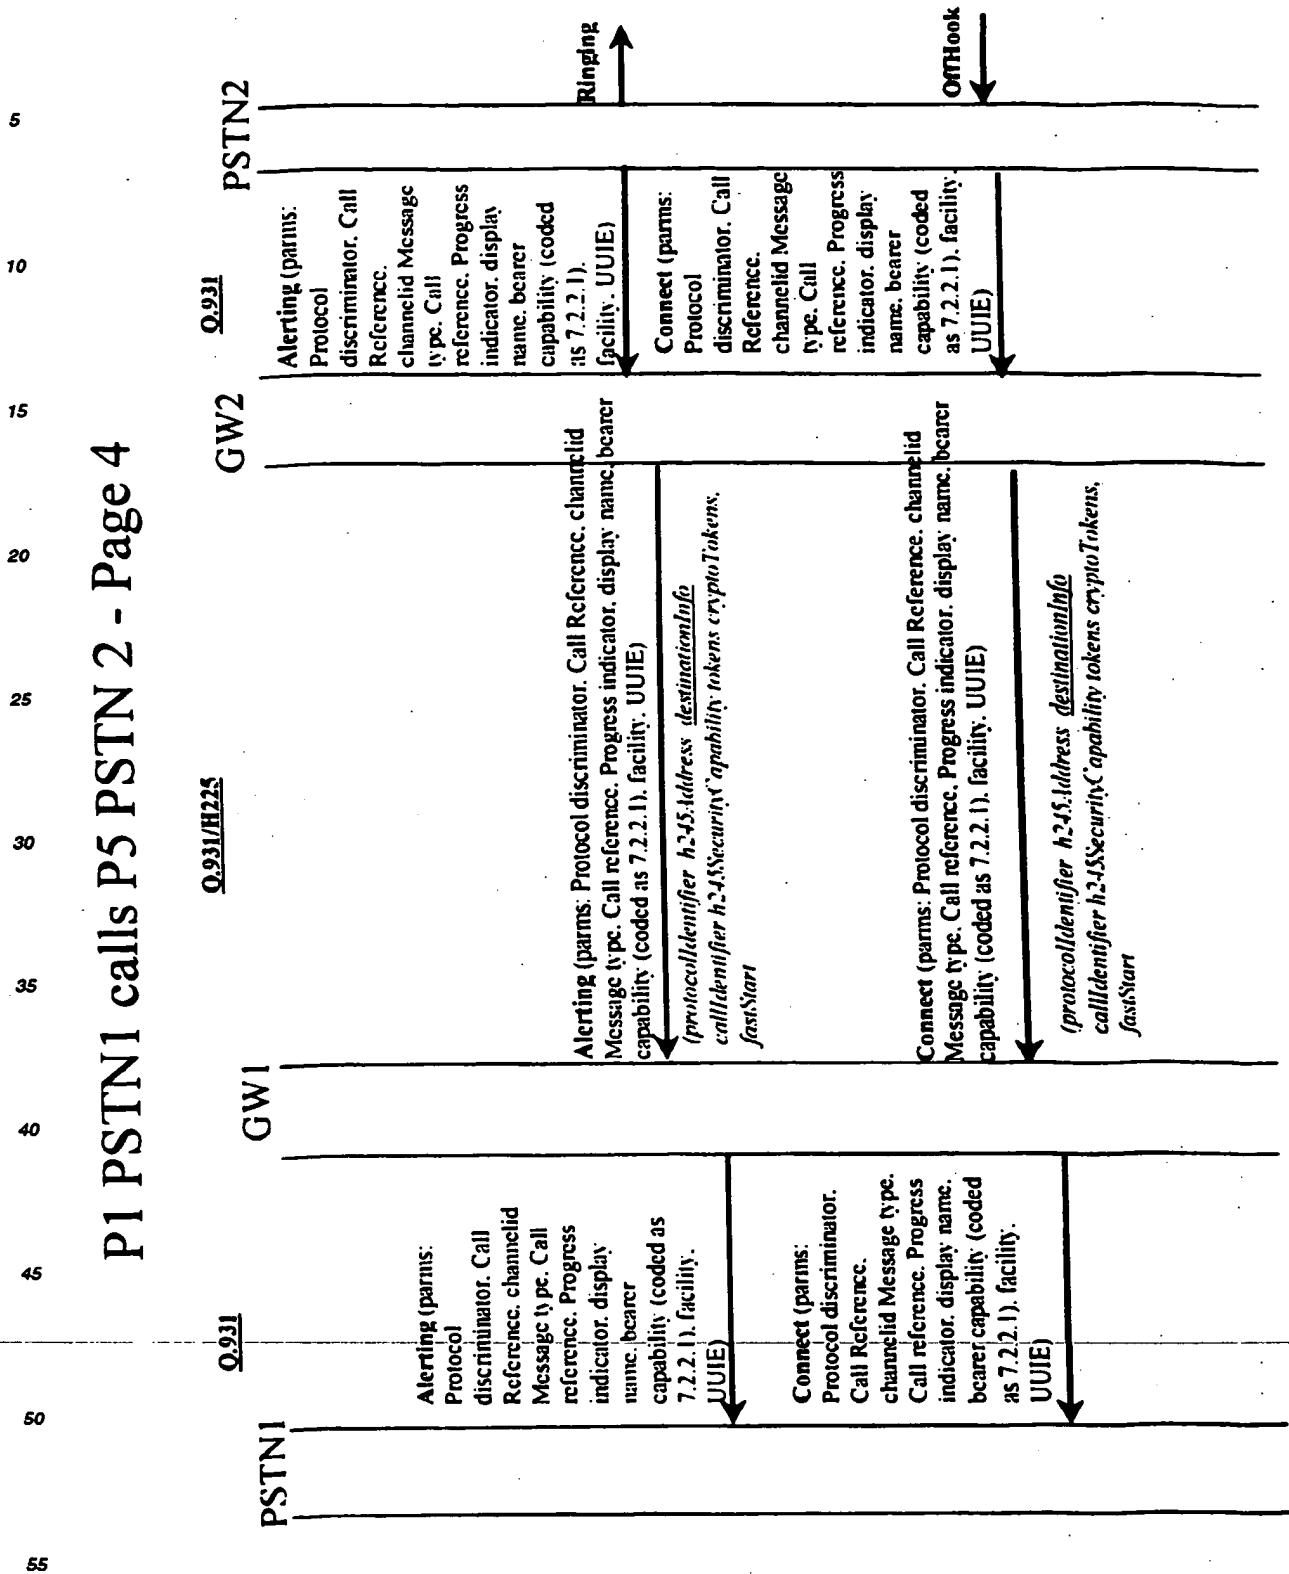 P1 PSTN1 calls P5 PSTN 2 - Page 4
PSTN1
Q.931
GW1
Q.931/H225
GW2
Q.931
PSTN2
Alerting (parms:
Protocol
discriminator. Call
Reference. channelid
Message type. Call
reference. Progress
indicator. display
name. bearer
capability (coded as
7.2.2.1). facility.
UUIE)
Connect (parms:
Protocol discriminator.
Call Reference.
channelid Message type.
Call reference. Progress
indicator. display name.
bearer capability (coded
as 7.2.2.1). facility.
UUIE)
Alerting (parms: Protocol discriminator. Call Reference. channelid
Message type. Call reference. Progress indicator. display name. bearer
capability (coded as 7.2.2.1). facility. UUIE)
(protocolIdentifier h245Address destinationInfo
callIdentifier h245SecurityCapability tokens cryptoTokens,
fastStart
Connect (parms: Protocol discriminator. Call Reference. channelid
Message type. Call reference. Progress indicator. display name. bearer
capability (coded as 7.2.2.1). facility. UUIE)
(protocolIdentifier h245Address destinationInfo
callIdentifier h245SecurityCapability tokens cryptoTokens,
fastStart
Alerting (parms:
Protocol
discriminator. Call
Reference.
channelid Message
type. Call
reference. Progress
indicator. display
name. bearer
capability (coded
as 7.2.2.1).
facility. UUIE)
Connect (parms:
Protocol
discriminator. Call
Reference.
channelid Message
type. Call
reference. Progress
indicator. display
name. bearer
capability (coded
as 7.2.2.1). facility.
UUIE)
Ringing
OffHook
5
10
15
20
25
30
35
40
45
50
55